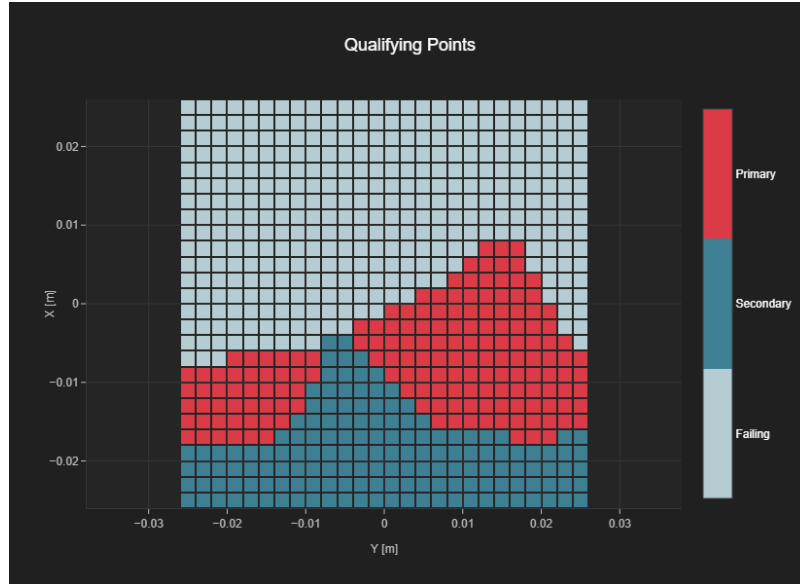 Qualifying Points
0.02
0.01
0
−0.01
−0.02
X [m]
−0.03
−0.02
−0.01
0
0.01
0.02
0.03
Y [m]
Primary
Secondary
Failing